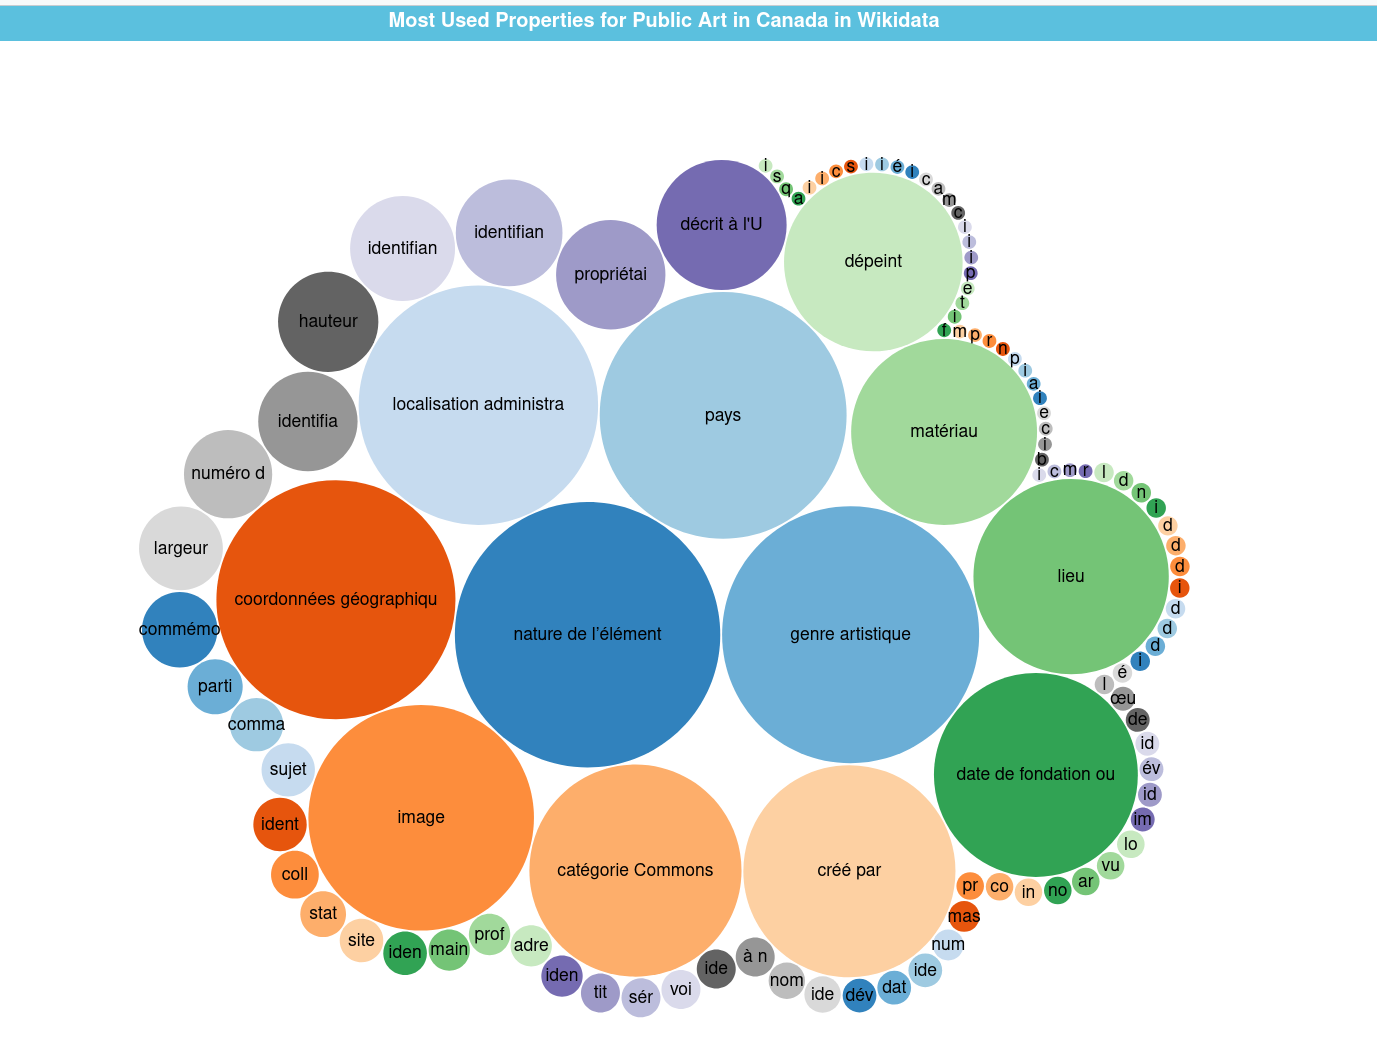 Most Used Properties for Public Art in Canada in Wikidata
décrit à l'U
dépeint
identifian
identifian
propriétai
hauteur
localisation administra
pays
matériau
identifia
numéro d
largeur
coordonnées géographiqu
nature de l'élément
genre artistique
lieu
commémo
parti
comma
sujet
ident
coll
stat
site
iden
main
prof
adre
image
catégorie Commons
créé par
date de fondation ou
iden
tit
sér
voi
ide
à n
nom
ide
dév
dat
ide
num
mas
pr
co
in
no
ar
vu
lo
im
id
év
id
de
œu
l
é
i
d
d
d
i
d
d
d
i
n
d
l
r
m
c
i
b
i
c
e
i
a
i
p
n
r
p
m
f
i
t
e
p
i
i
i
c
m
a
c
i
é
i
i
s
c
i
i
a
q
s
i